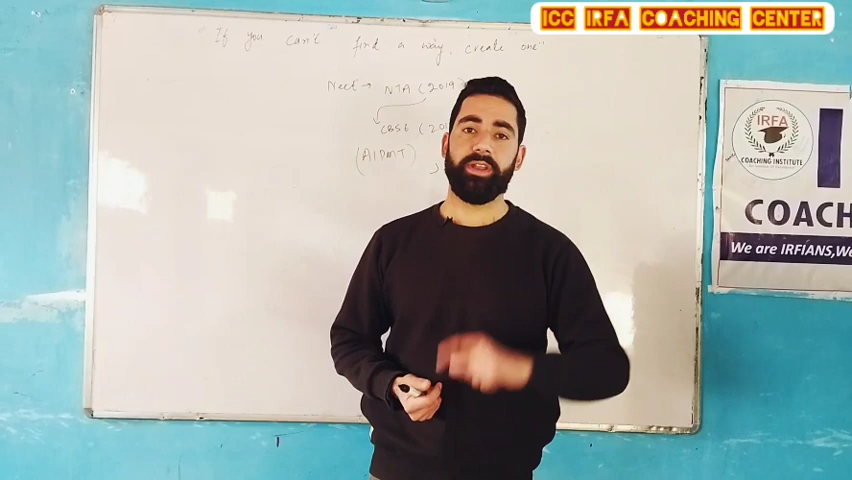 ICC IRFA COACHING CENTER
"If you can't find a way, create one"
Neet → NTA (2019
CBSE (20
(AIPMT)
IRFA
COACHING INSTITUTE
COACH
We are IRFIANS,We